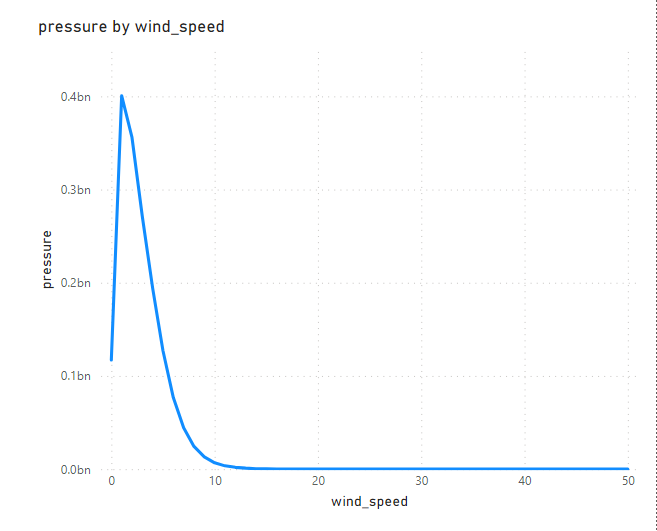 pressure by wind_speed
0.4bn
0.3bn
0.2bn
0.1bn
0.0bn
pressure
0 10 20 30 40 50
wind_speed